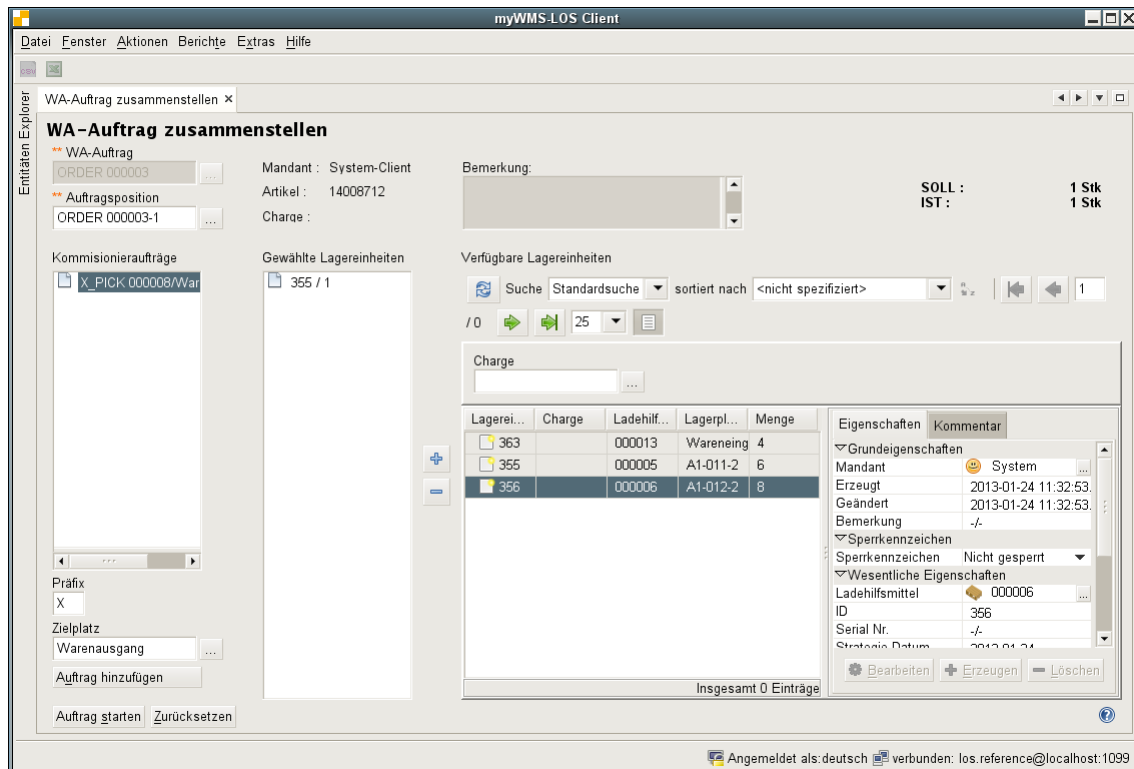 myWMS-LOS Client
Datei Fenster Aktionen Berichte Extras Hilfe
CSV
Entitäten Explorer
WA-Auftrag zusammenstellen
WA-Auftrag zusammenstellen
** WA-Auftrag
ORDER 000003 ...
** Auftragsposition
ORDER 000003-1 ...
Mandant : System-Client
Artikel : 14008712
Charge :
Bemerkung:
SOLL : 1 Stk
IST : 1 Stk
Kommisionieraufträge
X_PICK 000008/War
Gewählte Lagereinheiten
355 / 1
Verfügbare Lagereinheiten
Suche Standardsuche sortiert nach <nicht spezifiziert> 1
/ 0 25
Charge
...
Lagerei... Charge Ladehilf... Lagerpl... Menge
363 000013 Wareneing 4
355 000005 A1-011-2 6
356 000006 A1-012-2 8
Insgesamt 0 Einträge
Eigenschaften Kommentar
Grundeigenschaften
Mandant System ...
Erzeugt 2013-01-24 11:32:53.
Geändert 2013-01-24 11:32:53.
Bemerkung -/-
Sperrkennzeichen
Sperrkennzeichen Nicht gesperrt
Wesentliche Eigenschaften
Ladehilfsmittel 000006 ...
ID 356
Serial Nr. -/-
Strategie Datum 2013-01-24
Bearbeiten Erzeugen Löschen
Präfix
X
Zielplatz
Warenausgang ...
Auftrag hinzufügen
Auftrag starten Zurücksetzen
Angemeldet als:deutsch verbunden: los.reference@localhost:1099